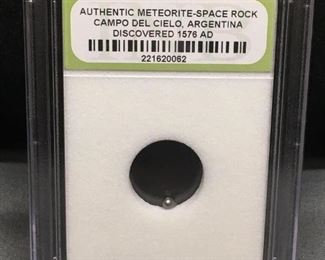 AUTHENTIC METEORITE-SPACE ROCK
CAMPO DEL CIELO, ARGENTINA
DISCOVERED 1576 AD
221620062